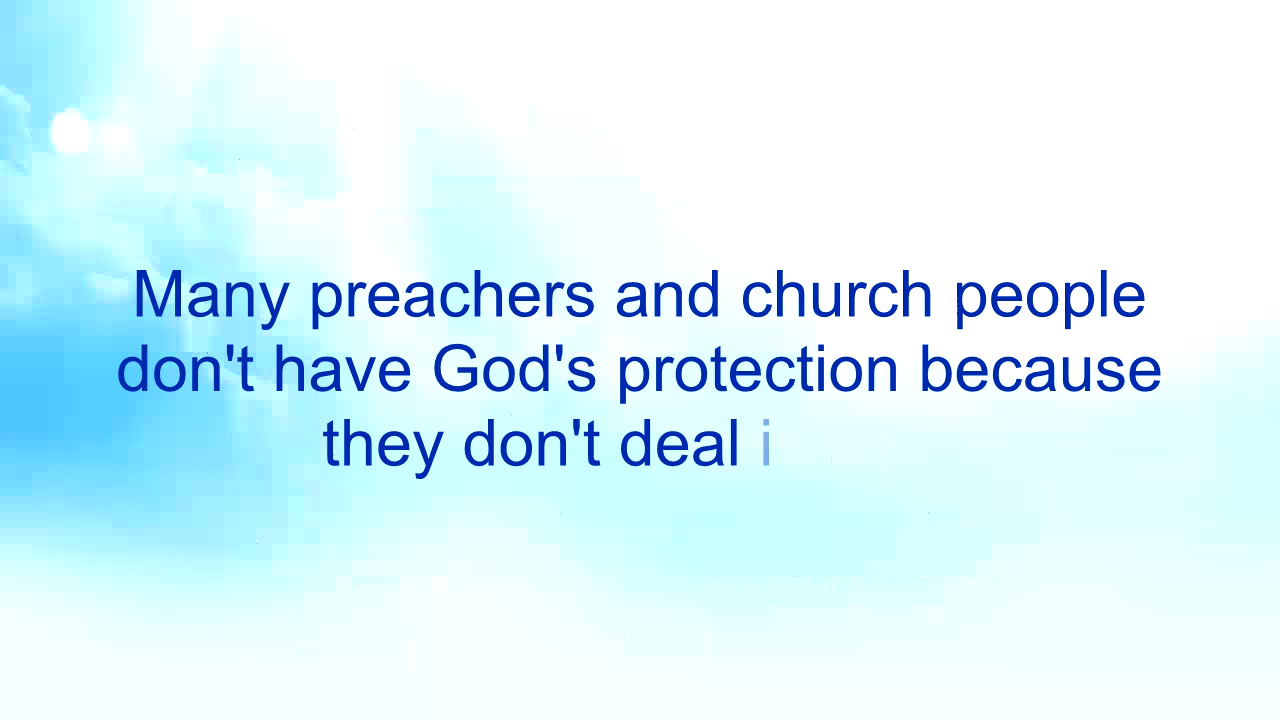 Many preachers and church people
don't have God's protection because
they don't deal i